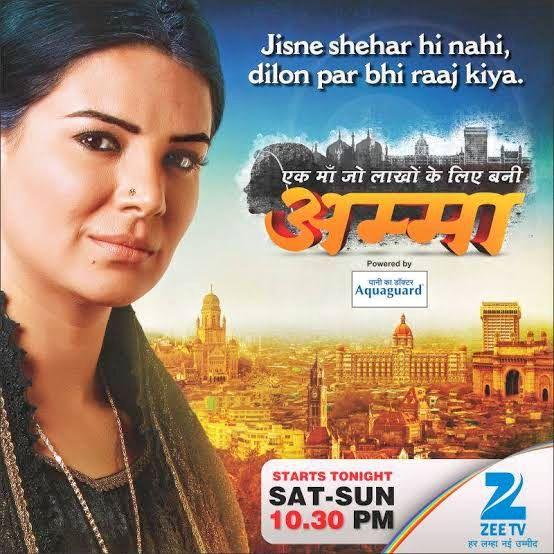 Jisne shehar hi nahi,
dilon par bhi raaj kiya.
एक माँ जो लाखों के लिए बनी
अम्मा
Powered by
पानी का डॉक्टर
Aquaguard
STARTS TONIGHT
SAT-SUN
10.30 PM
Z
ZEE TV
हर लम्हा नई उम्मीद